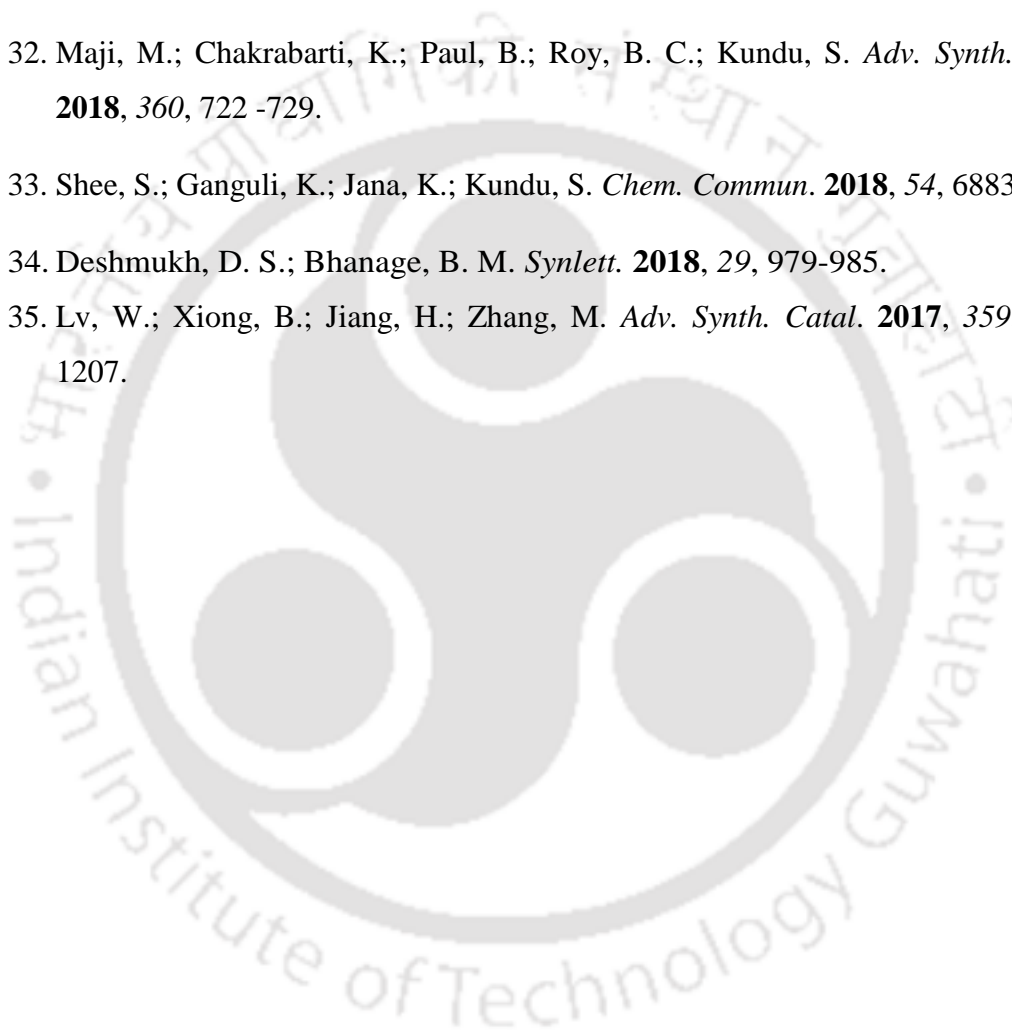 32. Maji, M.; Chakrabarti, K.; Paul, B.; Roy, B. C.; Kundu, S. Adv. Synth.
2018, 360, 722 -729.
33. Shee, S.; Ganguli, K.; Jana, K.; Kundu, S. Chem. Commun. 2018, 54, 6883
34. Deshmukh, D. S.; Bhanage, B. M. Synlett. 2018, 29, 979-985.
35. Lv, W.; Xiong, B.; Jiang, H.; Zhang, M. Adv. Synth. Catal. 2017, 359
1207.
Indian Institute of Technology Guwahati